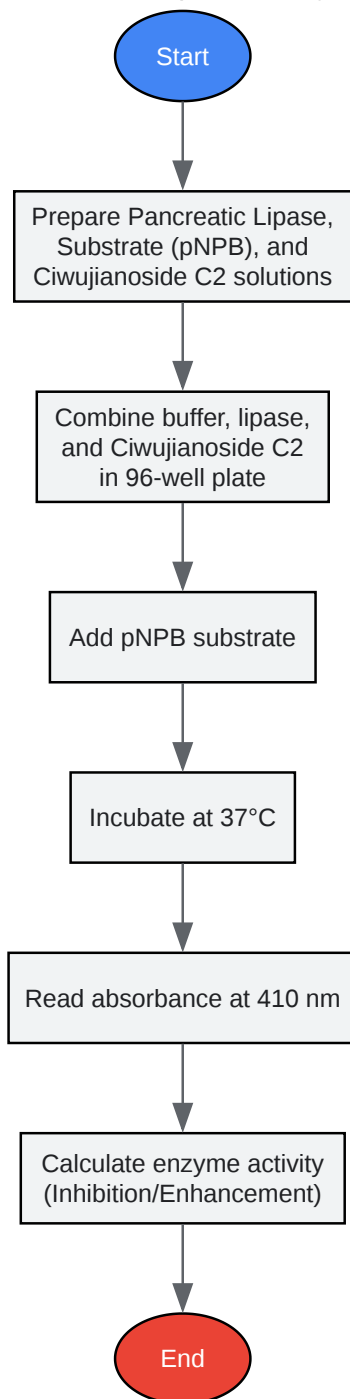 Start
Prepare Pancreatic Lipase,
Substrate (pNPB), and
Ciwujianoside C2 solutions
Combine buffer, lipase,
and Ciwujianoside C2
in 96-well plate
Add pNPB substrate
Incubate at 37°C
Read absorbance at 410 nm
Calculate enzyme activity
(Inhibition/Enhancement)
End